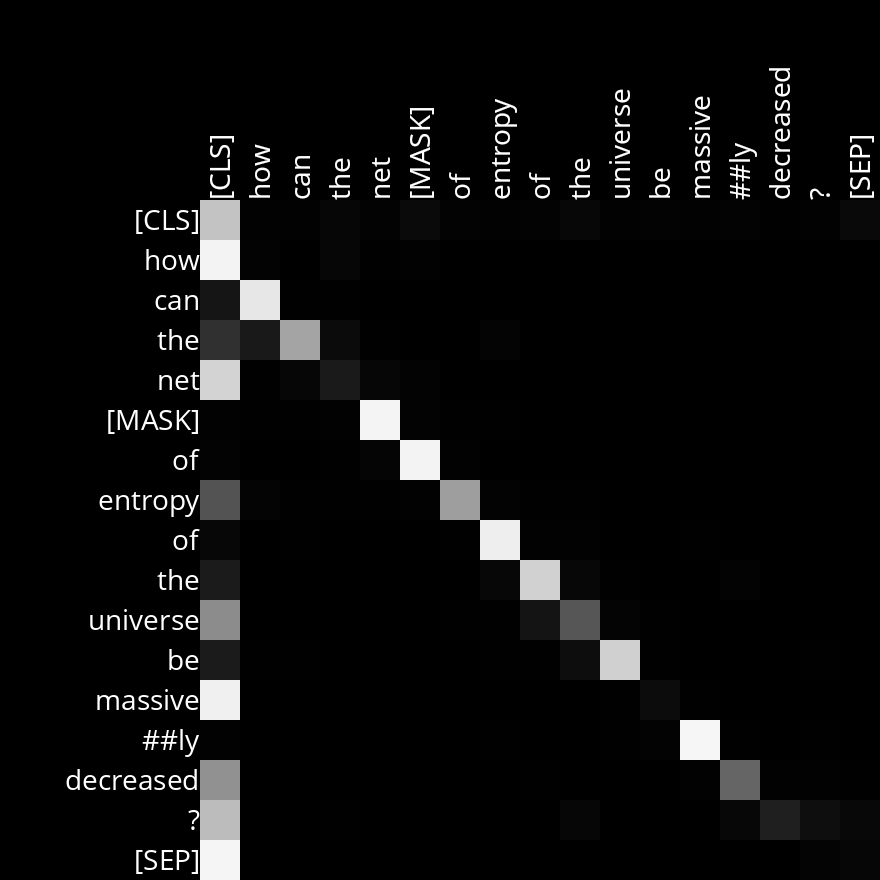 [CLS] how can the net [MASK] of entropy of the universe be massive ##ly decreased ? [SEP]
[CLS]
how
can
the
net
[MASK]
of
entropy
of
the
universe
be
massive
##ly
decreased
?
[SEP]